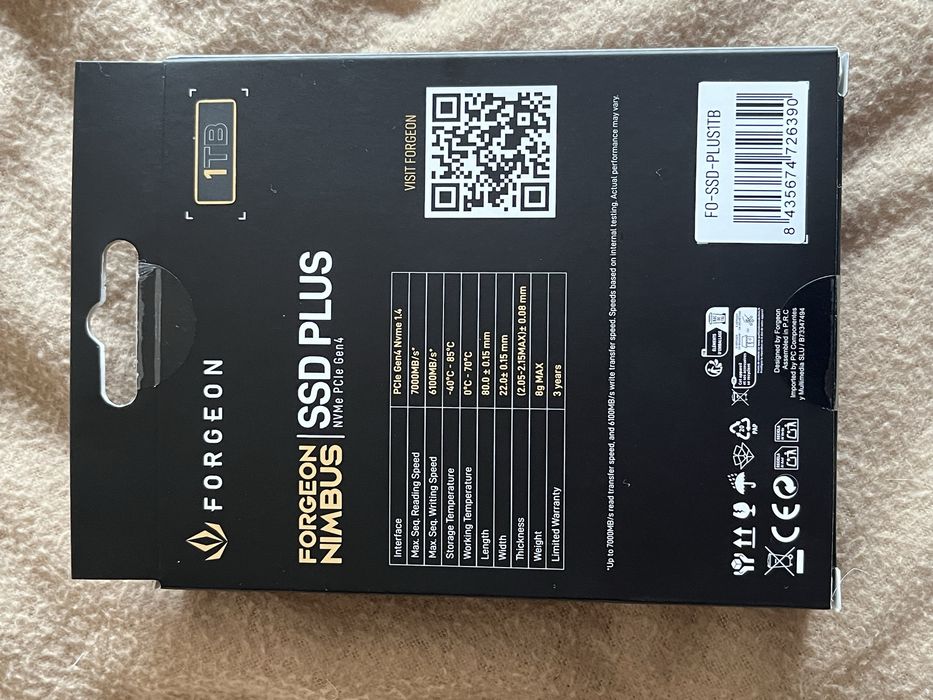 1TB
FORGEON
FORGEON
NIMBUS
SSD PLUS
NVMe PCIe Gen4
VISIT FORGEON
Interface PCIe Gen4 Nvme 1.4
Max. Seq. Reading Speed 7000MB/s*
Max. Seq. Writing Speed 6100MB/s*
Storage Temperature -40°C - 85°C
Working Temperature 0°C - 70°C
Length 80.0 ± 0.15 mm
Width 22.0± 0.15 mm
Thickness (2.05-2.15MAX)± 0.08 mm
Weight 8g MAX
Limited Warranty 3 years
*Up to 7000MB/s read transfer speed, and 6100MB/s write transfer speed. Speeds based on internal testing. Actual performance may vary.
FO-SSD-PLUS1TB
8 435674 726390
20
PAP
CE
Designed by Forgeon
Assembled in P.R.C
Imported by PC Componentes
y Multimedia SLU / B73347494